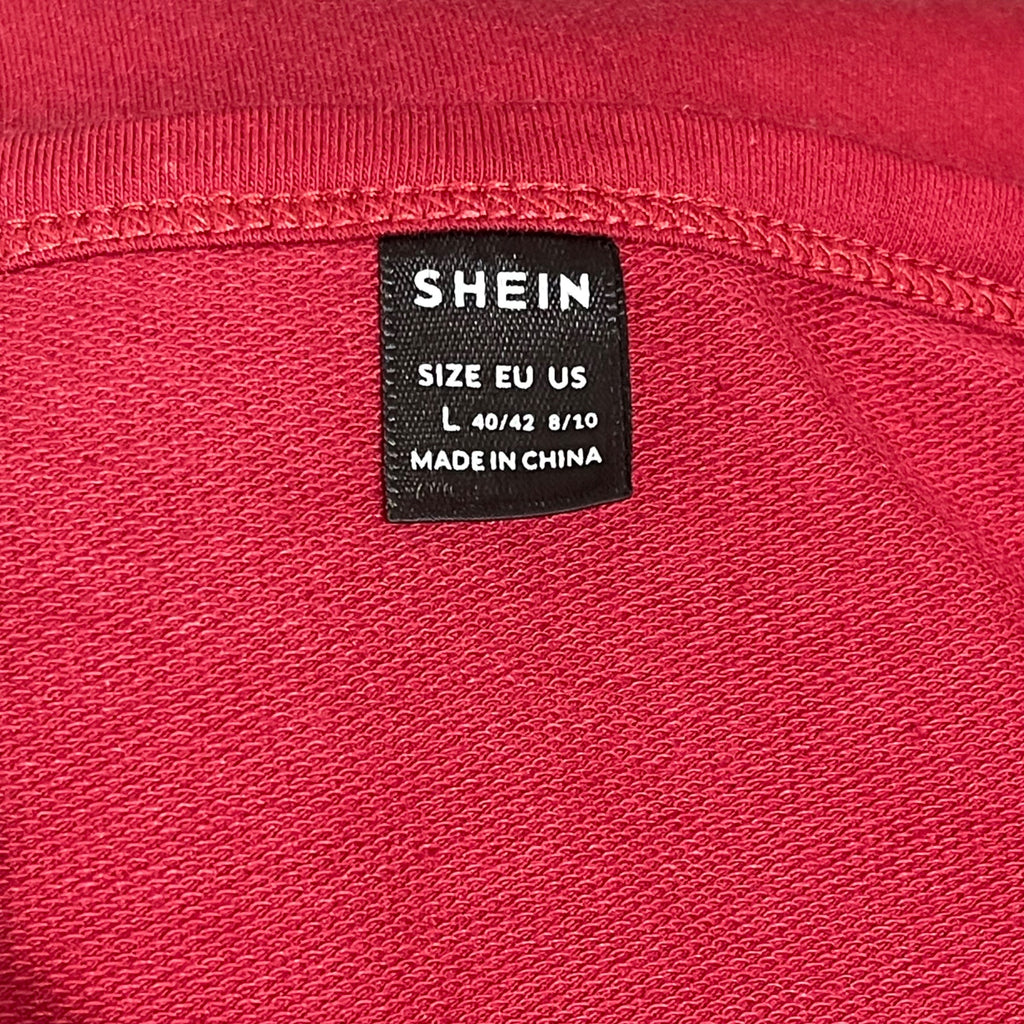 SHEIN
SIZE EU US
L 40/42 8/10
MADE IN CHINA